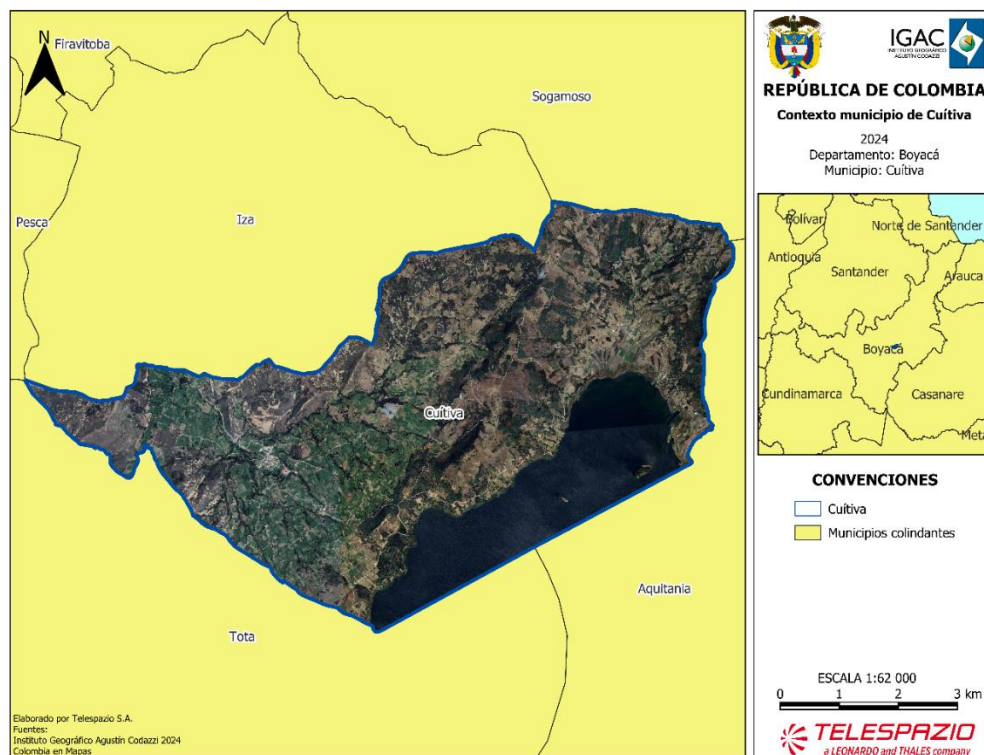 N
Firavitoba
Sogamoso
Pesca
Iza
Cuítiva
Aquitania
Tota
Elaborado por Telespazio S.A.
Fuentes:
Instituto Geográfico Agustín Codazzi 2024
Colombia en Mapas
IGAC
INSTITUTO GEOGRÁFICO
AGUSTÍN CODAZZI
REPÚBLICA DE COLOMBIA
Contexto municipio de Cuítiva
2024
Departamento: Boyacá
Municipio: Cuítiva
Bolívar
Norte de Santander
Antioquia
Santander
Arauca
Boyacá
Cundinamarca
Casanare
Meta
CONVENCIONES
Cuítiva
Municipios colindantes
ESCALA 1:62 000
0 1 2 3 km
TELESPAZIO
a LEONARDO and THALES company